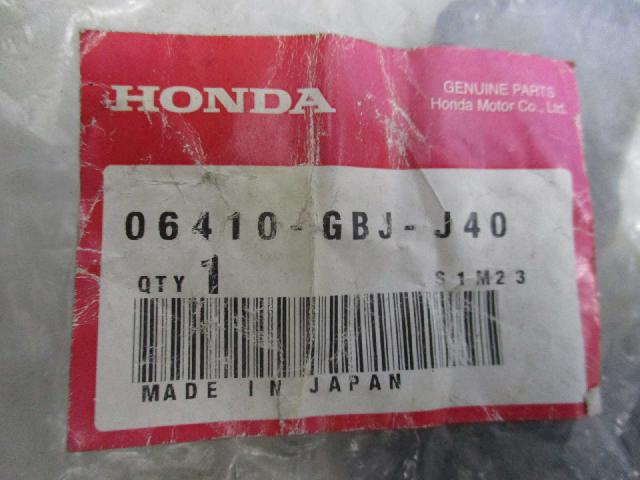 HONDA
GENUINE PARTS
Honda Motor Co., Ltd.
06410-GBJ-J40
QTY 1 S1M23
MADE IN JAPAN